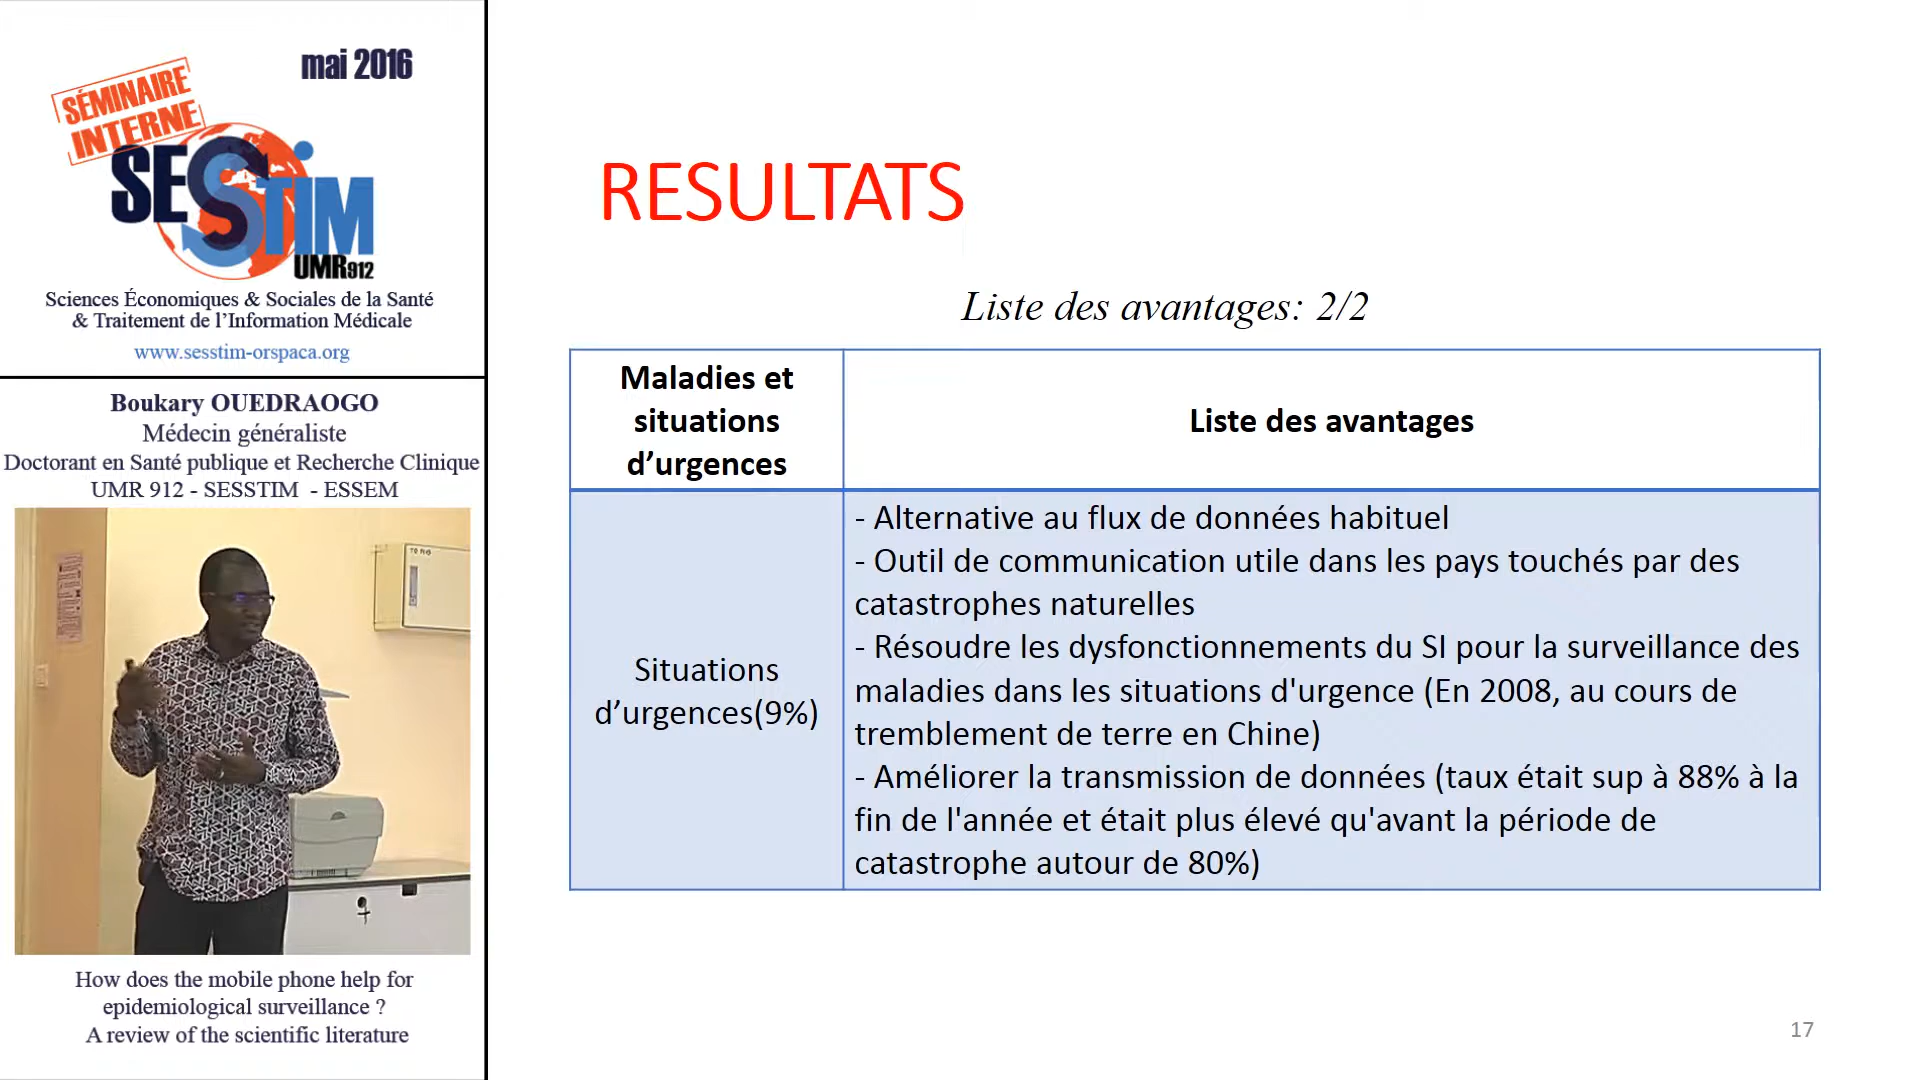 mai 2016
SÉMINAIRE
INTERNE
SESSTIM
UMR912
Sciences Économiques & Sociales de la Santé
& Traitement de l'Information Médicale
www.sesstim-orspaca.org
Boukary OUEDRAOGO
Médecin généraliste
Doctorant en Santé publique et Recherche Clinique
UMR 912 - SESSTIM - ESSEM
How does the mobile phone help for
epidemiological surveillance ?
A review of the scientific literature
RESULTATS
Liste des avantages: 2/2
Maladies et
situations
d’urgences
Liste des avantages
Situations
d’urgences(9%)
- Alternative au flux de données habituel
- Outil de communication utile dans les pays touchés par des
catastrophes naturelles
- Résoudre les dysfonctionnements du SI pour la surveillance des
maladies dans les situations d'urgence (En 2008, au cours de
tremblement de terre en Chine)
- Améliorer la transmission de données (taux était sup à 88% à la
fin de l'année et était plus élevé qu'avant la période de
catastrophe autour de 80%)
17